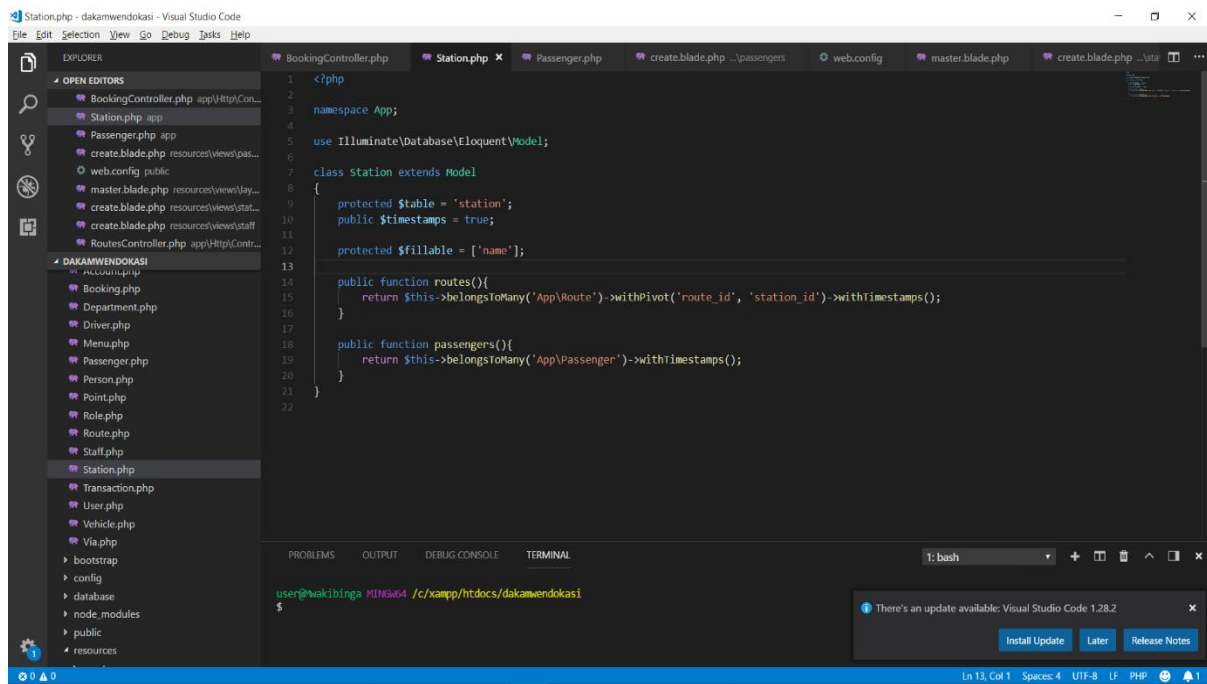 Station.php - dakamwendokasi - Visual Studio Code
File Edit Selection View Go Debug Tasks Help
EXPLORER
OPEN EDITORS
BookingController.php app\Http\Con...
Station.php app
Passenger.php app
create.blade.php resources\views\pas...
web.config public
master.blade.php resources\views\lay...
create.blade.php resources\views\stat...
create.blade.php resources\views\staff
RoutesController.php app\Http\Contr...
DAKAMWENDOKASI
Account.php
Booking.php
Department.php
Driver.php
Menu.php
Passenger.php
Person.php
Point.php
Role.php
Route.php
Staff.php
Station.php
Transaction.php
User.php
Vehicle.php
Via.php
bootstrap
config
database
node_modules
public
resources
BookingController.php Station.php Passenger.php create.blade.php ...\passengers web.config master.blade.php create.blade.php ...\sta
1 <?php
2
3 namespace App;
4
5 use Illuminate\Database\Eloquent\Model;
6
7 class Station extends Model
8 {
9 protected $table = 'station';
10 public $timestamps = true;
11
12 protected $fillable = ['name'];
13
14 public function routes(){
15 return $this->belongsToMany('App\Route')->withPivot('route_id', 'station_id')->withTimestamps();
16 }
17
18 public function passengers(){
19 return $this->belongsToMany('App\Passenger')->withTimestamps();
20 }
21 }
22
PROBLEMS OUTPUT DEBUG CONSOLE TERMINAL 1: bash
user@Mwakibinga MINGW64 /c/xampp/htdocs/dakamwendokasi
$
There's an update available: Visual Studio Code 1.28.2
Install Update Later Release Notes
1
0 0 Ln 13, Col 1 Spaces: 4 UTF-8 LF PHP 1